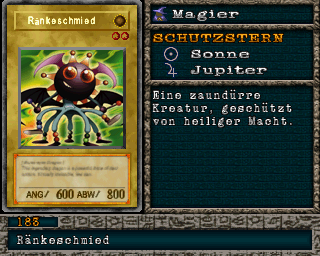 Ränkeschmied
ANG/ 600 ABW/ 800
Magier
SCHUTZSTERN
Sonne
Jupiter
Eine zaundürre
Kreatur, geschützt
von heiliger Macht.
183
Ränkeschmied